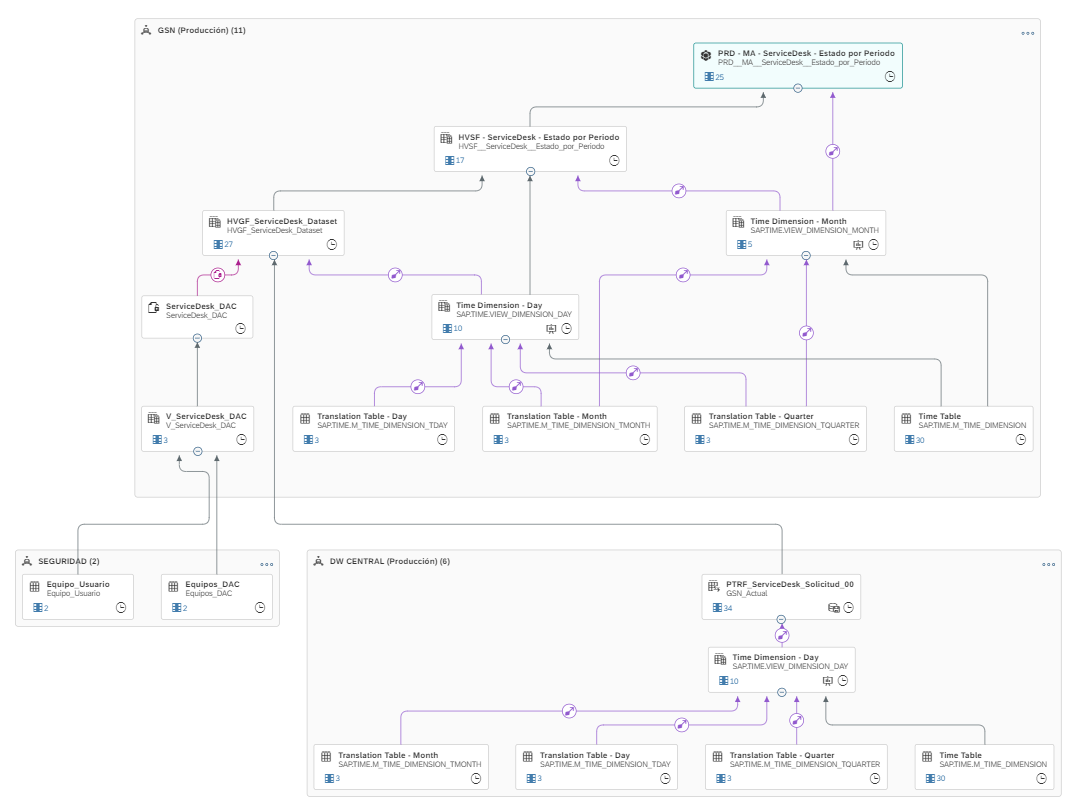 GSN (Producción) (11)
PRD - MA - ServiceDesk - Estado por Periodo
PRD__MA__ServiceDesk__Estado_por_Periodo
25
HVSF - ServiceDesk - Estado por Periodo
HVSF__ServiceDesk__Estado_por_Periodo
17
HVGF_ServiceDesk_Dataset
HVGF_ServiceDesk_Dataset
27
Time Dimension - Month
SAP.TIME.VIEW_DIMENSION_MONTH
5
ServiceDesk_DAC
ServiceDesk_DAC
Time Dimension - Day
SAP.TIME.VIEW_DIMENSION_DAY
10
V_ServiceDesk_DAC
V_ServiceDesk_DAC
3
Translation Table - Day
SAP.TIME.M_TIME_DIMENSION_TDAY
3
Translation Table - Month
SAP.TIME.M_TIME_DIMENSION_TMONTH
3
Translation Table - Quarter
SAP.TIME.M_TIME_DIMENSION_TQUARTER
3
Time Table
SAP.TIME.M_TIME_DIMENSION
30
SEGURIDAD (2)
Equipo_Usuario
Equipo_Usuario
2
Equipos_DAC
Equipos_DAC
2
DW CENTRAL (Producción) (6)
PTRF_ServiceDesk_Solicitud_00
GSN_Actual
34
Time Dimension - Day
SAP.TIME.VIEW_DIMENSION_DAY
10
Translation Table - Month
SAP.TIME.M_TIME_DIMENSION_TMONTH
3
Translation Table - Day
SAP.TIME.M_TIME_DIMENSION_TDAY
3
Translation Table - Quarter
SAP.TIME.M_TIME_DIMENSION_TQUARTER
3
Time Table
SAP.TIME.M_TIME_DIMENSION
30